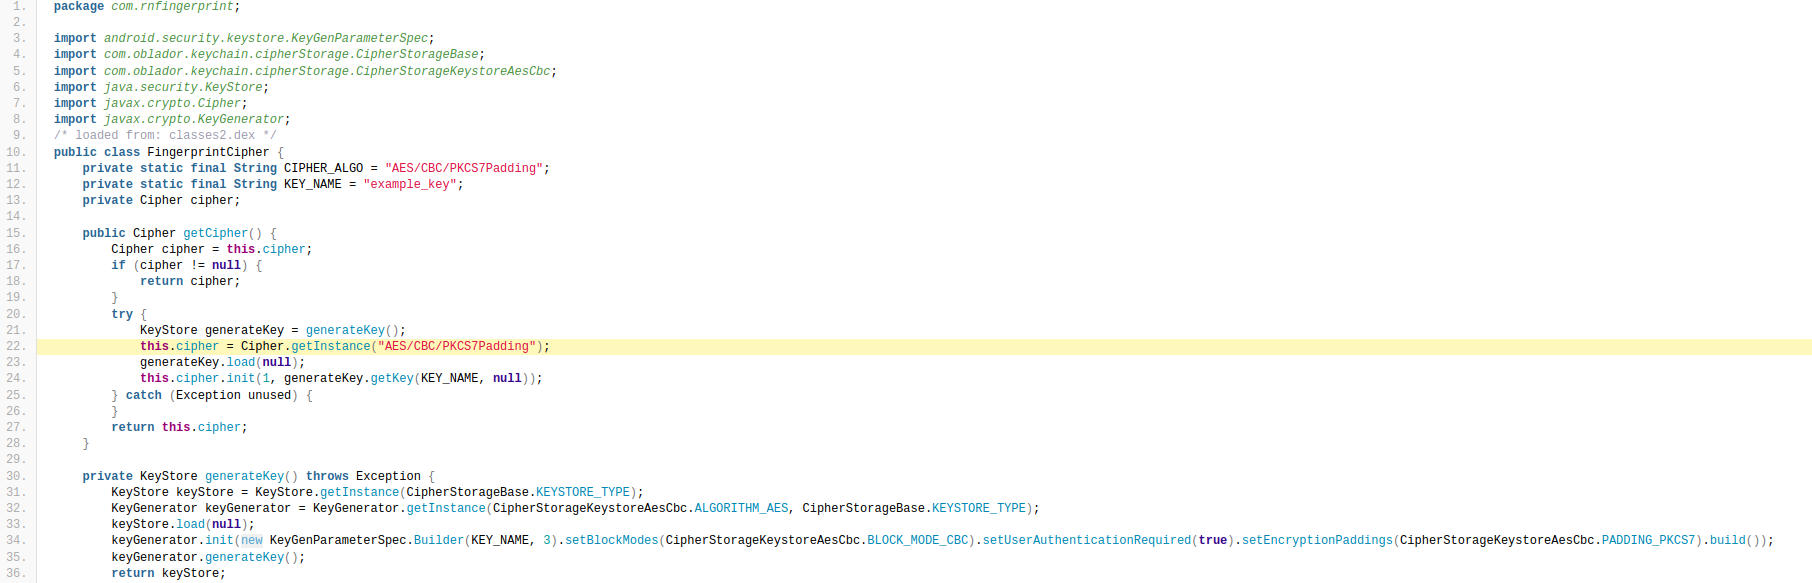 1. package com.rnfingerprint;
2.
3. import android.security.keystore.KeyGenParameterSpec;
4. import com.oblador.keychain.cipherStorage.CipherStorageBase;
5. import com.oblador.keychain.cipherStorage.CipherStorageKeystoreAesCbc;
6. import java.security.KeyStore;
7. import javax.crypto.Cipher;
8. import javax.crypto.KeyGenerator;
9. /* loaded from: classes2.dex */
10. public class FingerprintCipher {
11.     private static final String CIPHER_ALGO = "AES/CBC/PKCS7Padding";
12.     private static final String KEY_NAME = "example_key";
13.     private Cipher cipher;
14.
15.     public Cipher getCipher() {
16.         Cipher cipher = this.cipher;
17.         if (cipher != null) {
18.             return cipher;
19.         }
20.         try {
21.             KeyStore generateKey = generateKey();
22.             this.cipher = Cipher.getInstance("AES/CBC/PKCS7Padding");
23.             generateKey.load(null);
24.             this.cipher.init(1, generateKey.getKey(KEY_NAME, null));
25.         } catch (Exception unused) {
26.         }
27.         return this.cipher;
28.     }
29.
30.     private KeyStore generateKey() throws Exception {
31.         KeyStore keyStore = KeyStore.getInstance(CipherStorageBase.KEYSTORE_TYPE);
32.         KeyGenerator keyGenerator = KeyGenerator.getInstance(CipherStorageKeystoreAesCbc.ALGORITHM_AES, CipherStorageBase.KEYSTORE_TYPE);
33.         keyStore.load(null);
34.         keyGenerator.init(new KeyGenParameterSpec.Builder(KEY_NAME, 3).setBlockModes(CipherStorageKeystoreAesCbc.BLOCK_MODE_CBC).setUserAuthenticationRequired(true).setEncryptionPaddings(CipherStorageKeystoreAesCbc.PADDING_PKCS7).build());
35.         keyGenerator.generateKey();
36.         return keyStore;